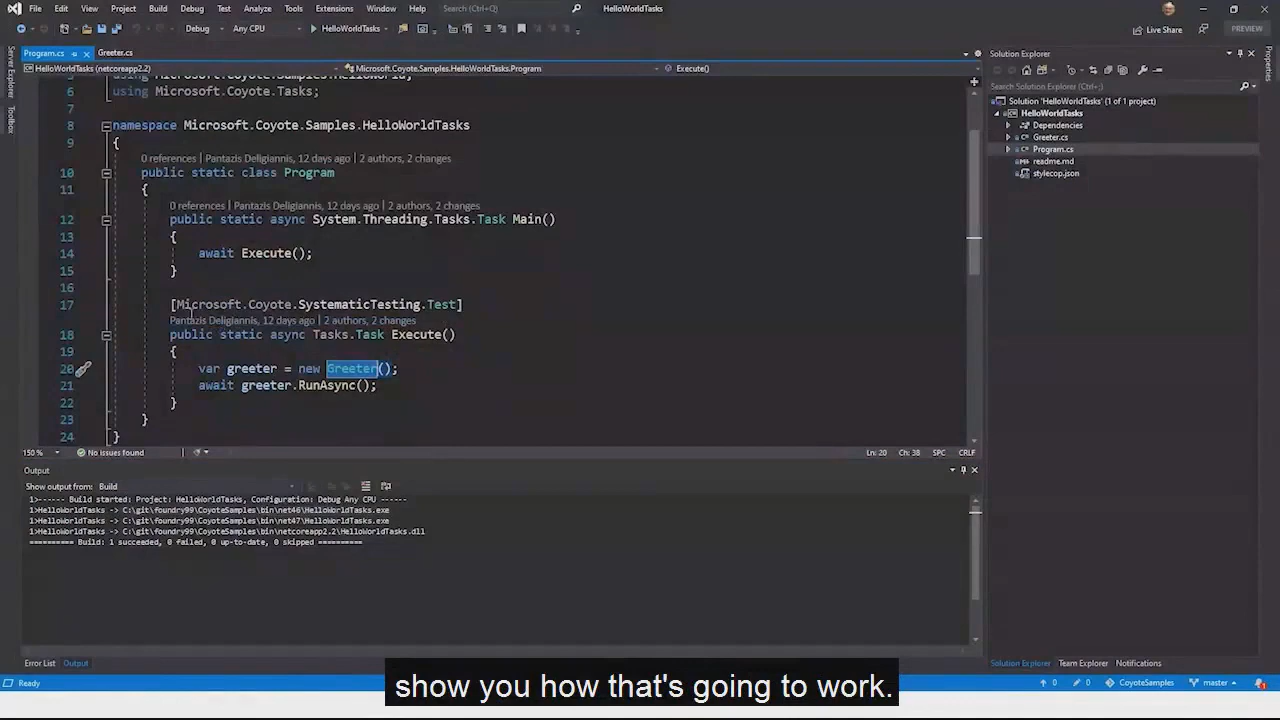 File Edit View Project Build Debug Test Analyze Tools Extensions Window Help Search (Ctrl+Q) HelloWorldTasks
Debug Any CPU HelloWorldTasks Live Share PREVIEW
Server Explorer
Toolbox
Program.cs Greeter.cs
HelloWorldTasks (netcoreapp2.2) Microsoft.Coyote.Samples.HelloWorldTasks.Program Execute()
6 using Microsoft.Coyote.Tasks;
7
8 namespace Microsoft.Coyote.Samples.HelloWorldTasks
9 {
0 references | Pantazis Deligiannis, 12 days ago | 2 authors, 2 changes
10 public static class Program
11 {
0 references | Pantazis Deligiannis, 12 days ago | 2 authors, 2 changes
12 public static async System.Threading.Tasks.Task Main()
13 {
14 await Execute();
15 }
16
17 [Microsoft.Coyote.SystematicTesting.Test]
Pantazis Deligiannis, 12 days ago | 2 authors, 2 changes
18 public static async Tasks.Task Execute()
19 {
20 var greeter = new Greeter();
21 await greeter.RunAsync();
22 }
23 }
24 }
150 % No issues found Ln: 20 Ch: 38 SPC CRLF
Output
Show output from: Build
1>------ Build started: Project: HelloWorldTasks, Configuration: Debug Any CPU ------
1>HelloWorldTasks -> C:\git\foundry99\CoyoteSamples\bin\net46\HelloWorldTasks.exe
1>HelloWorldTasks -> C:\git\foundry99\CoyoteSamples\bin\net47\HelloWorldTasks.exe
1>HelloWorldTasks -> C:\git\foundry99\CoyoteSamples\bin\netcoreapp2.2\HelloWorldTasks.dll
========== Build: 1 succeeded, 0 failed, 0 up-to-date, 0 skipped ==========
Error List Output
Solution Explorer
Search Solution Explorer (Ctrl+;)
Solution 'HelloWorldTasks' (1 of 1 project)
HelloWorldTasks
Dependencies
Greeter.cs
Program.cs
readme.md
stylecop.json
Solution Explorer Team Explorer Notifications
Properties
Ready 0 0 CoyoteSamples master 1
show you how that's going to work.